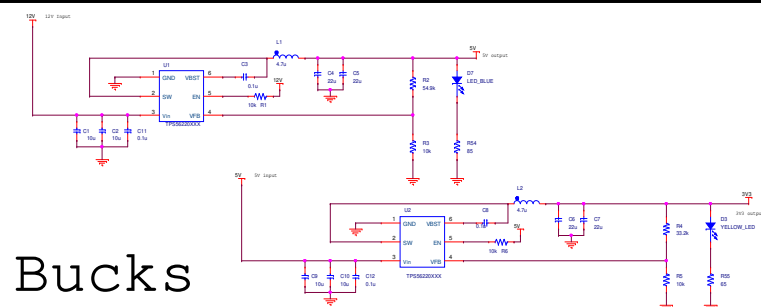 12V 12V Input
L1
4.7u
5V
5V output
U1
C3
0.1u
12V
1 GND VBST 6
2 SW EN 5
3 Vin VFB 4
TPS56220XXX
10k R1
C4
22u
C5
22u
R2
54.9k
D7
LED_BLUE
C1
10u
C2
10u
C11
0.1u
R3
10k
R54
85
5V 5V input
L2
4.7u
3V3
3V3 output
U2
C8
0.1u
5V
1 GND VBST 6
2 SW EN 5
3 Vin VFB 4
TPS56220XXX
10k R6
C6
22u
C7
22u
R4
33.2k
D3
YELLOW_LED
C9
10u
C10
10u
C12
0.1u
R5
10k
R55
65
Bucks